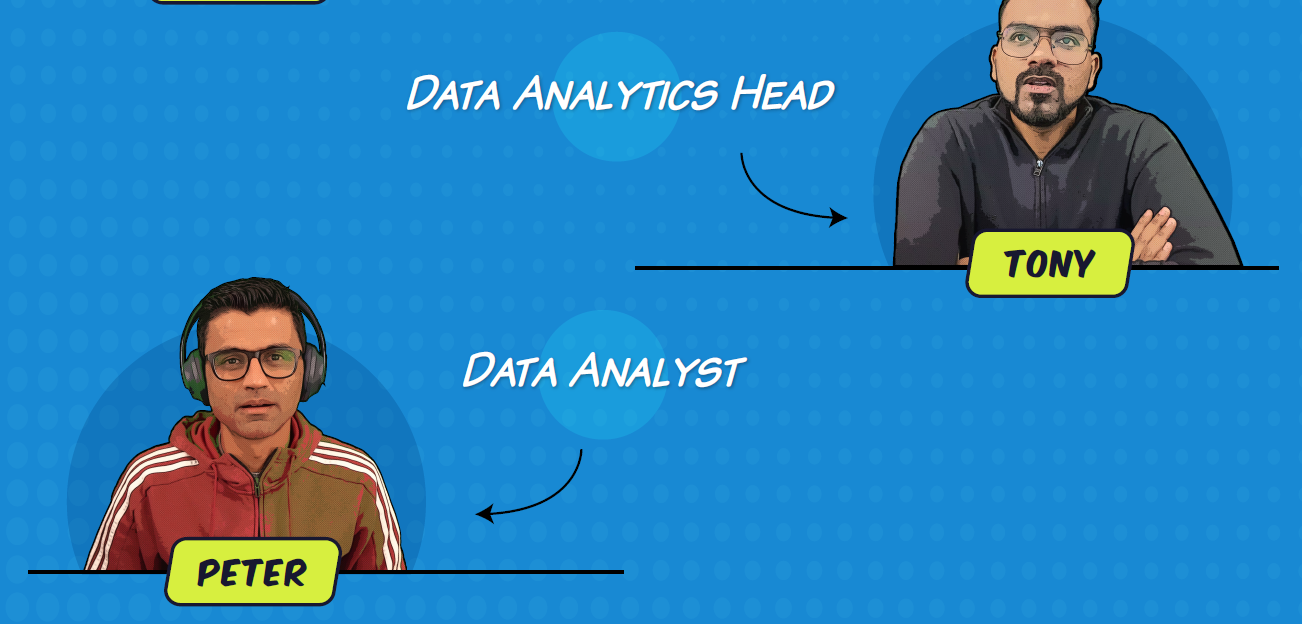 Data Analytics Head
TONY
Data Analyst
PETER